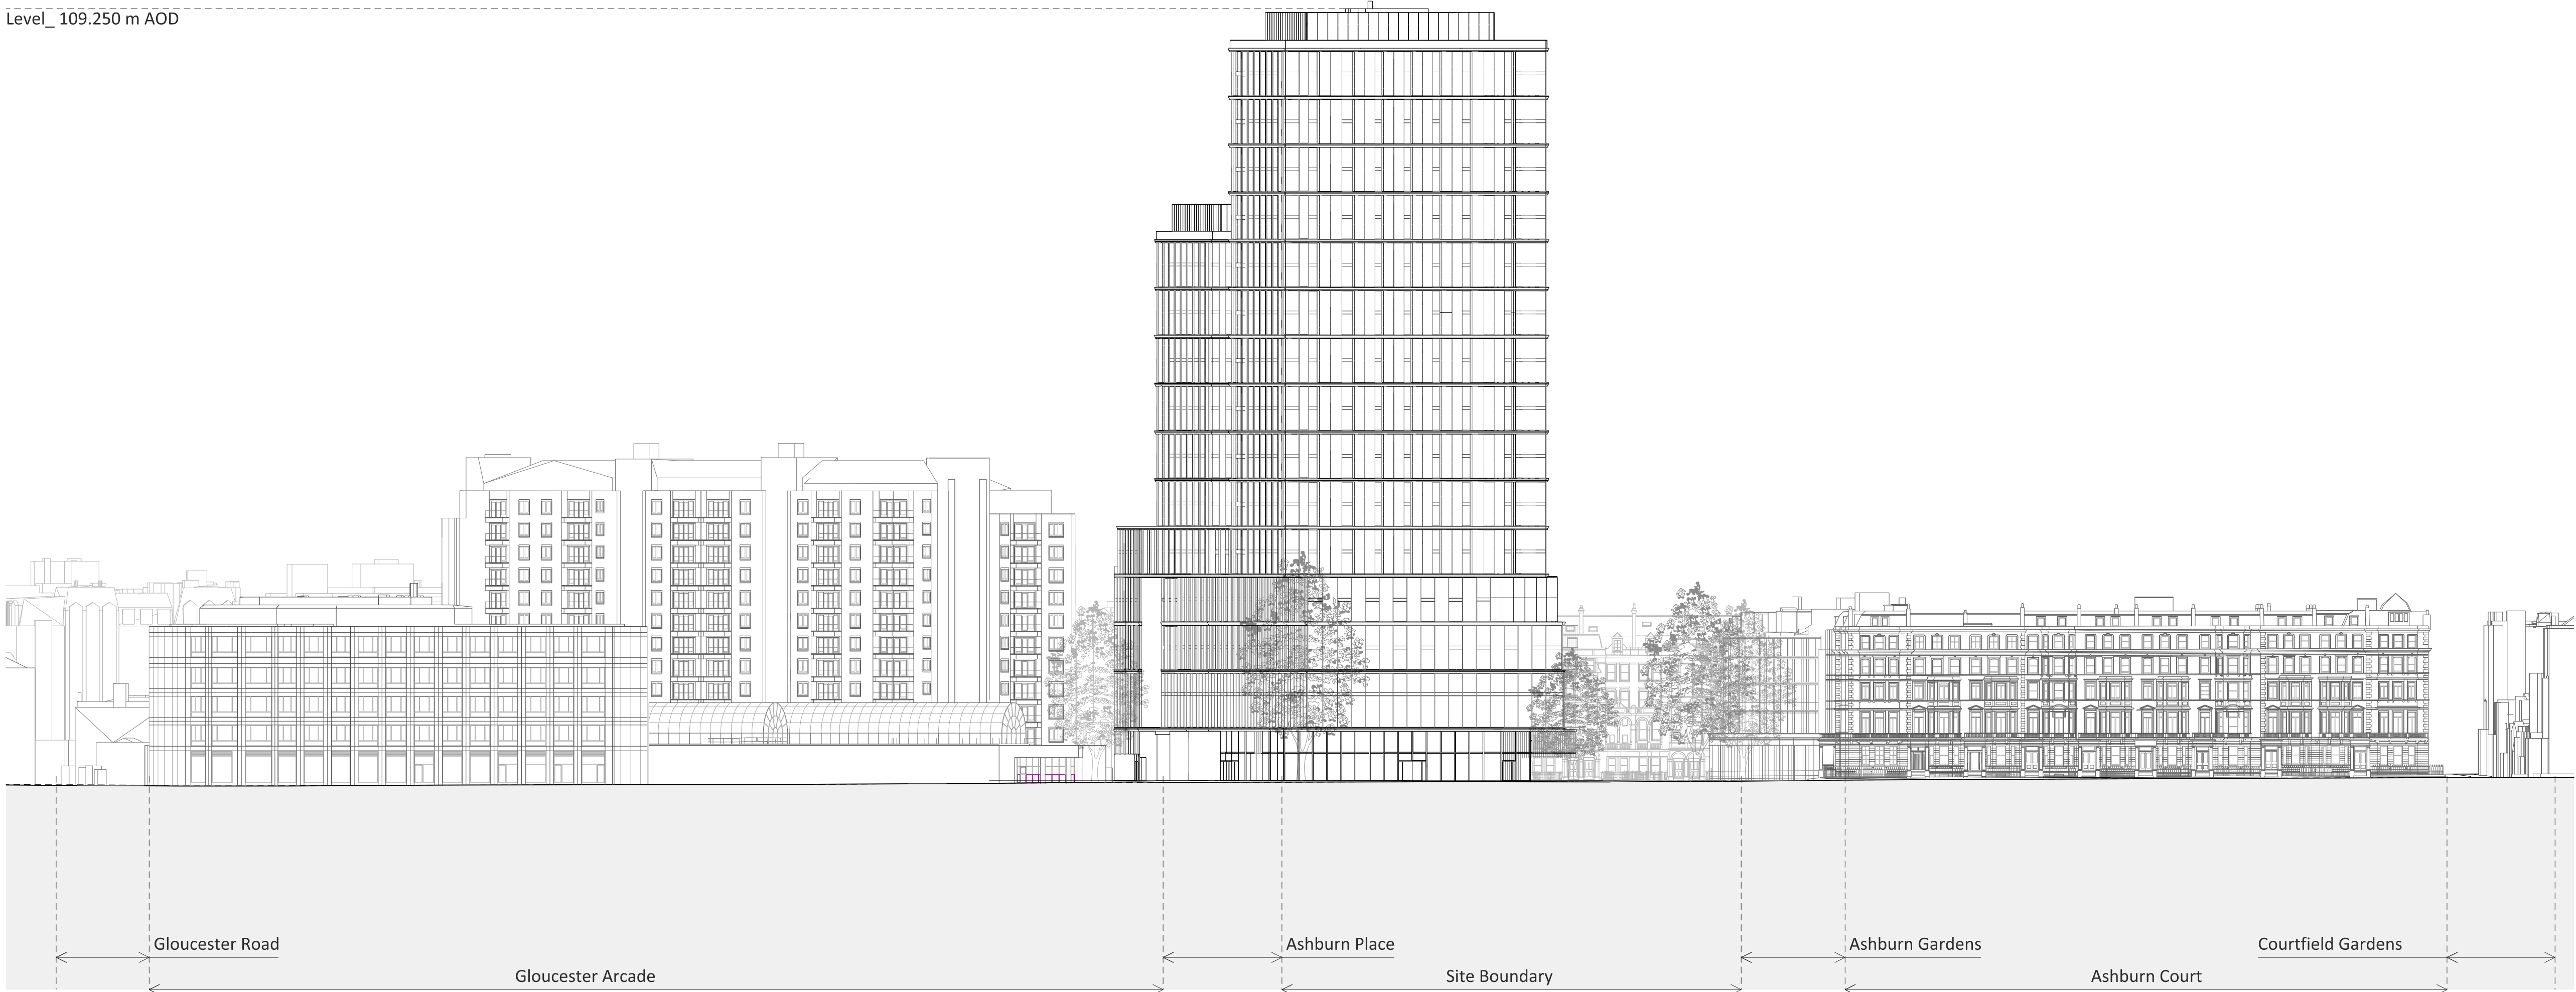 Level_ 109.250 m AOD
Gloucester Road
Ashburn Place
Ashburn Gardens
Courtfield Gardens
Gloucester Arcade
Site Boundary
Ashburn Court